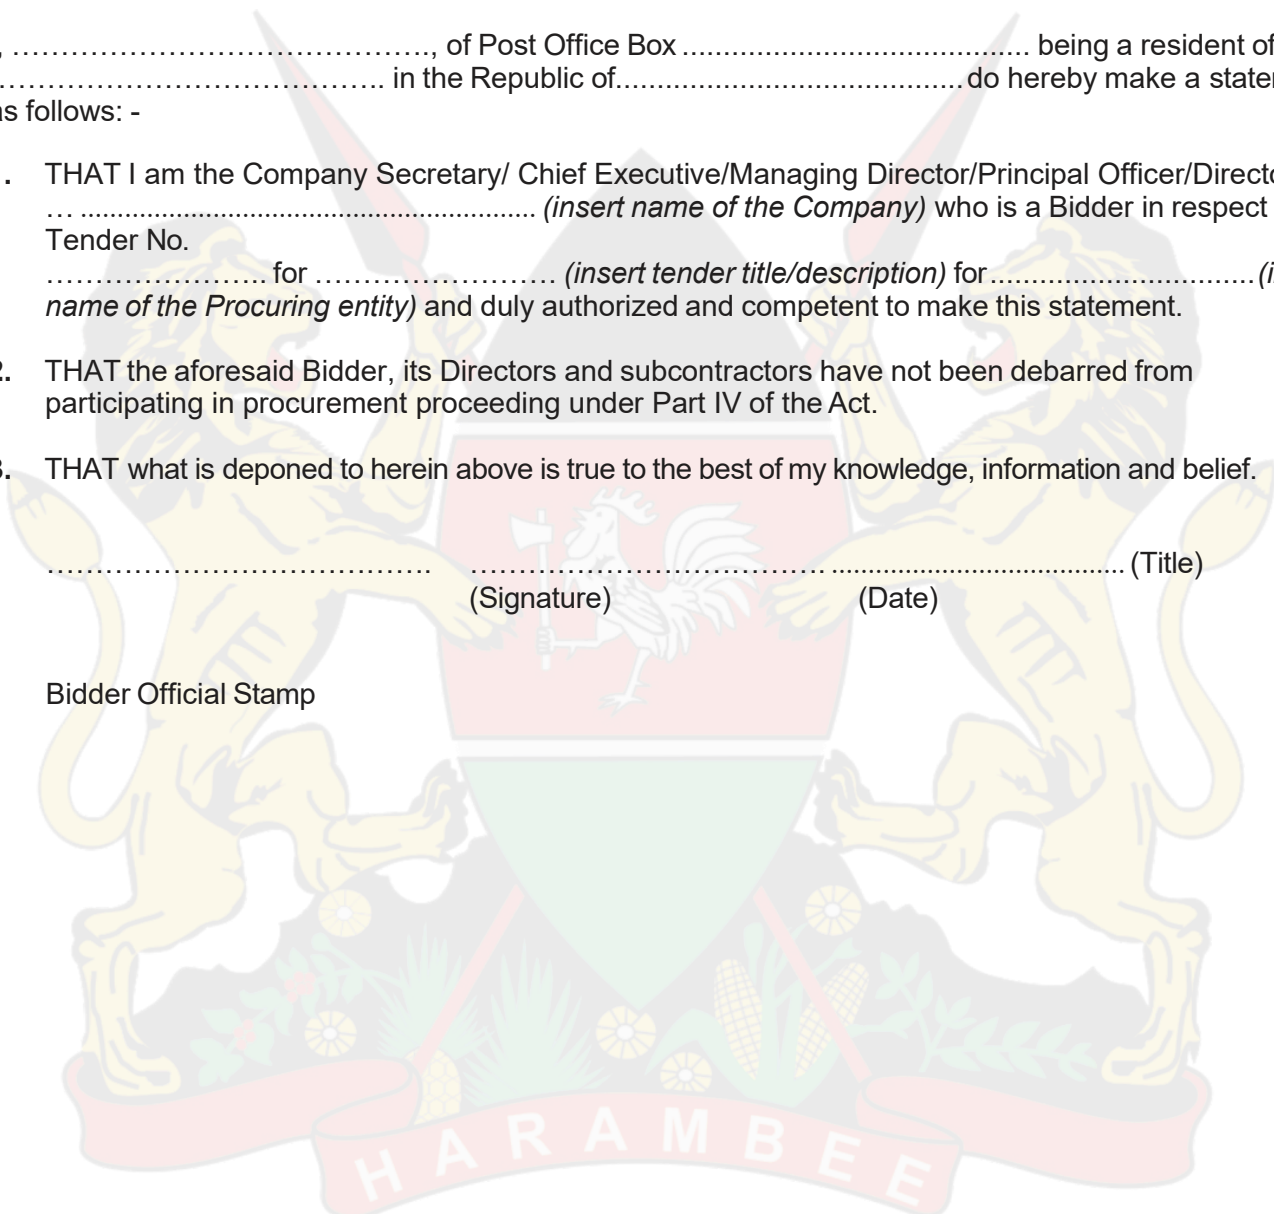 , ……………………………………., of Post Office Box .......................................... being a resident of
…………………………………. in the Republic of.......................................... do hereby make a statem
as follows: -
. THAT I am the Company Secretary/ Chief Executive/Managing Director/Principal Officer/Directo
… ....................................................... (insert name of the Company) who is a Bidder in respect
Tender No.
………………….. for …………………… (insert tender title/description) for ................................ (i
name of the Procuring entity) and duly authorized and competent to make this statement.
2. THAT the aforesaid Bidder, its Directors and subcontractors have not been debarred from
participating in procurement proceeding under Part IV of the Act.
3. THAT what is deponed to herein above is true to the best of my knowledge, information and belief.
…………………………………. ………………………………. .................................... (Title)
(Signature) (Date)
Bidder Official Stamp
HARAMBEE